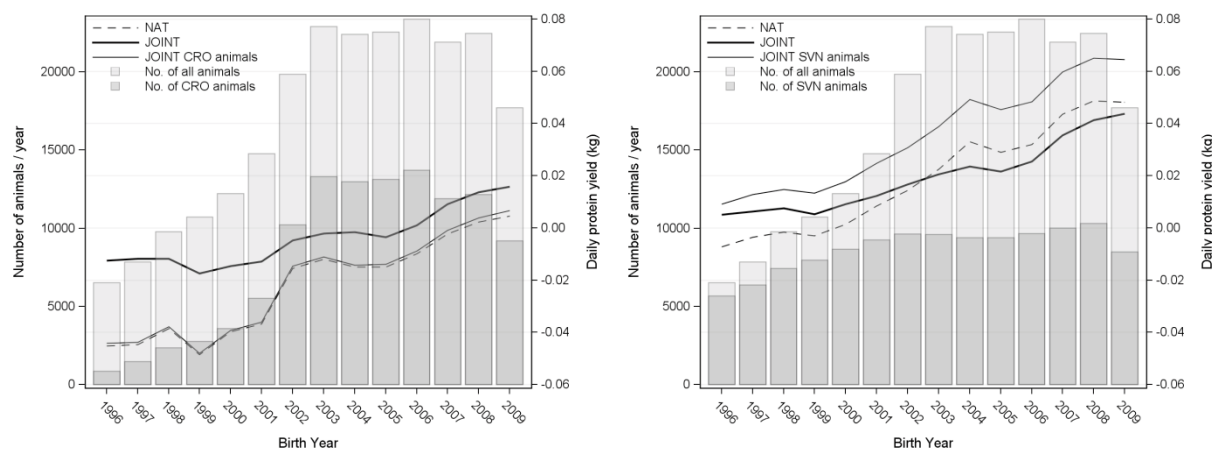 NAT
JOINT
JOINT CRO animals
No. of all animals
No. of CRO animals
Number of animals / year
20000
15000
10000
5000
0
0.08
0.06
0.04
0.02
0.00
-0.02
-0.04
-0.06
Daily protein yield (kg)
1996 1997 1998 1999 2000 2001 2002 2003 2004 2005 2006 2007 2008 2009
Birth Year
NAT
JOINT
JOINT SVN animals
No. of all animals
No. of SVN animals
Number of animals / year
20000
15000
10000
5000
0
0.08
0.06
0.04
0.02
0.00
-0.02
-0.04
-0.06
Daily protein yield (kg)
1996 1997 1998 1999 2000 2001 2002 2003 2004 2005 2006 2007 2008 2009
Birth Year